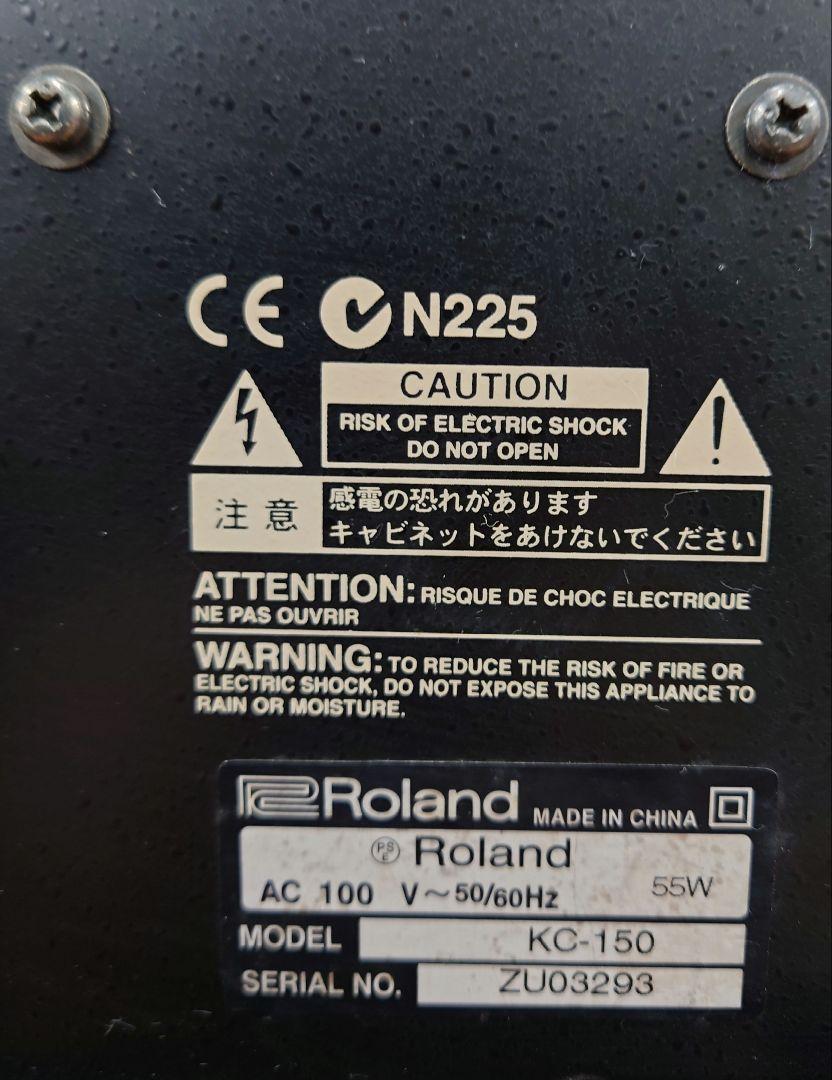 CE N225
CAUTION
RISK OF ELECTRIC SHOCK
DO NOT OPEN
注意
感電の恐れがあります
キャビネットをあけないでください
ATTENTION: RISQUE DE CHOC ELECTRIQUE
NE PAS OUVRIR
WARNING: TO REDUCE THE RISK OF FIRE OR
ELECTRIC SHOCK, DO NOT EXPOSE THIS APPLIANCE TO
RAIN OR MOISTURE.
Roland MADE IN CHINA
PSE Roland
AC 100 V~50/60Hz 55W
MODEL KC-150
SERIAL NO. ZU03293